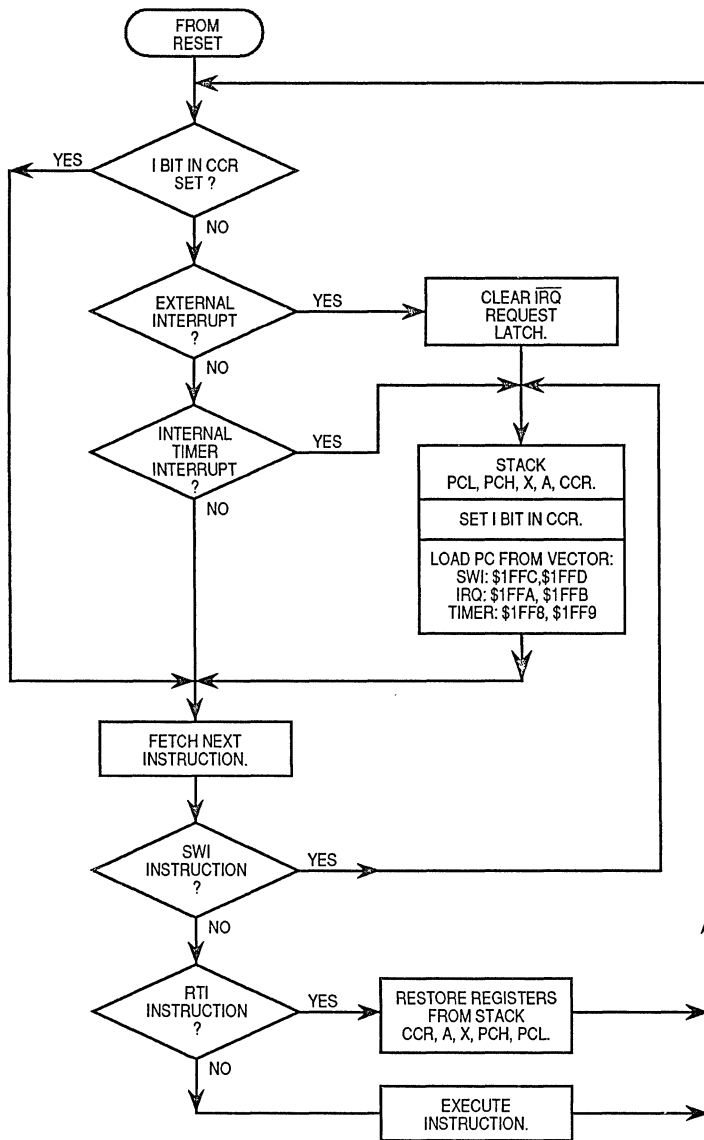 FROM
RESET
YES
I BIT IN CCR
SET ?
NO
EXTERNAL
INTERRUPT
?
YES
CLEAR IRQ
REQUEST
LATCH.
NO
INTERNAL
TIMER
INTERRUPT
?
YES
NO
STACK
PCL, PCH, X, A, CCR.
SET I BIT IN CCR.
LOAD PC FROM VECTOR:
SWI: $1FFC,$1FFD
IRQ: $1FFA, $1FFB
TIMER: $1FF8, $1FF9
FETCH NEXT
INSTRUCTION.
SWI
INSTRUCTION
?
YES
NO
RTI
INSTRUCTION
?
YES
RESTORE REGISTERS
FROM STACK
CCR, A, X, PCH, PCL.
NO
EXECUTE
INSTRUCTION.